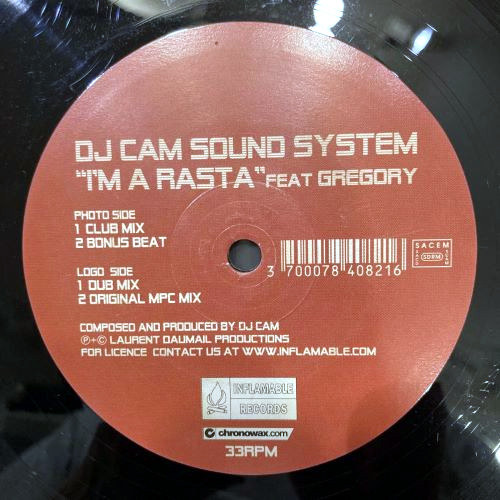 DJ CAM SOUND SYSTEM
"I'M A RASTA" FEAT GREGORY
PHOTO SIDE
1 CLUB MIX
2 BONUS BEAT
LOGO SIDE
1 DUB MIX
2 ORIGINAL MPC MIX
3 700078 408216
SACEM
SDRM
COMPOSED AND PRODUCED BY DJ CAM
℗+© LAURENT DAUMAIL PRODUCTIONS
FOR LICENCE CONTACT US AT WWW.INFLAMABLE.COM
INFLAMABLE
RECORDS
chronowax.com
33RPM